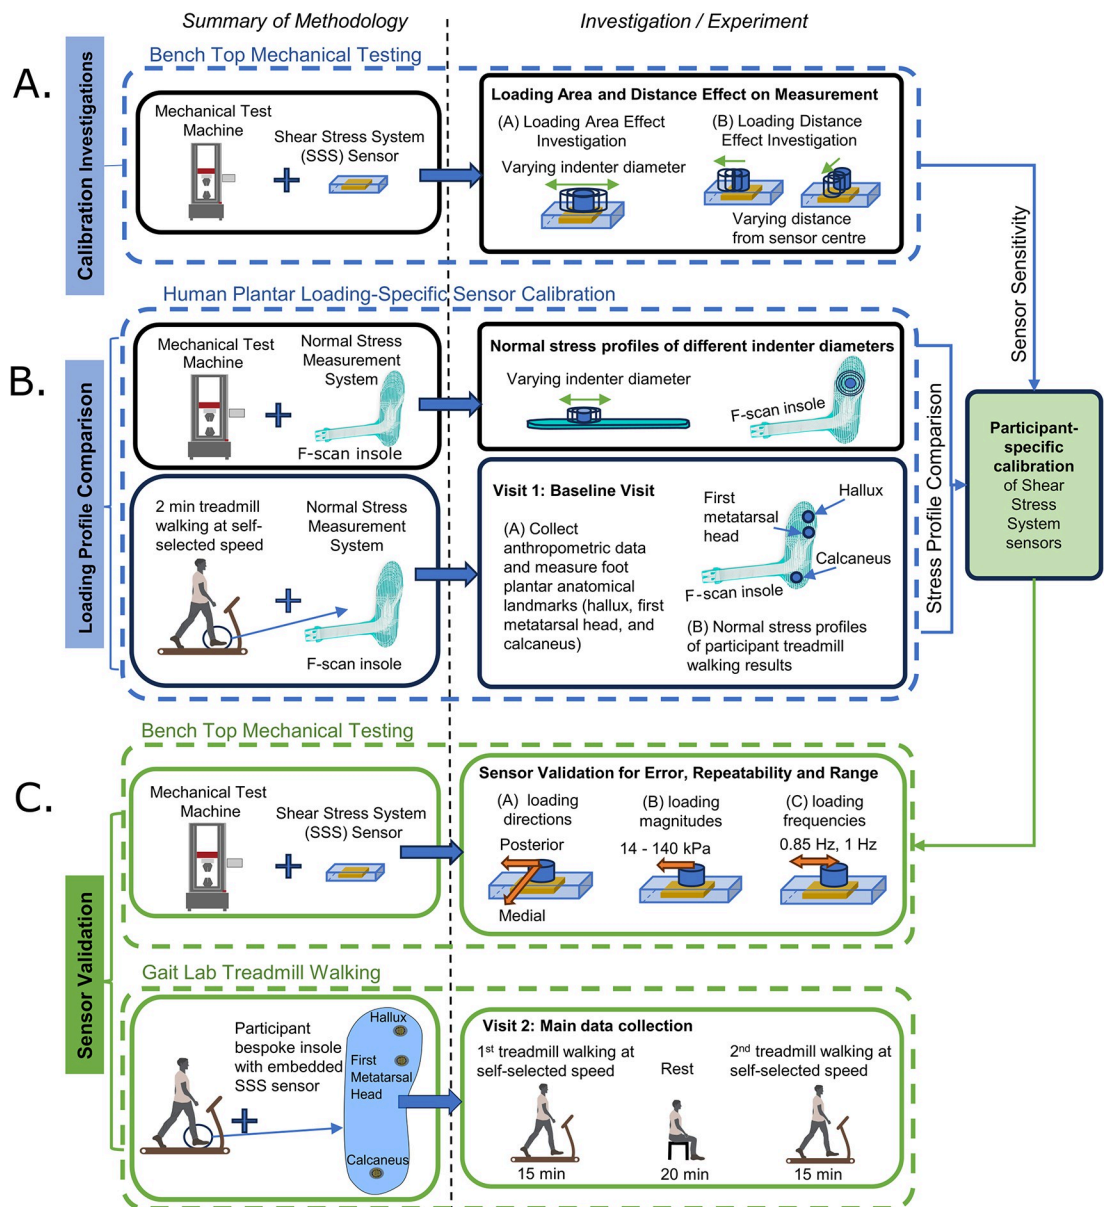 Summary of Methodology
Investigation / Experiment
A.
Calibration Investigations
Bench Top Mechanical Testing
Mechanical Test
Machine
Shear Stress System
(SSS) Sensor
Loading Area and Distance Effect on Measurement
(A) Loading Area Effect
Investigation
Varying indenter diameter
(B) Loading Distance
Effect Investigation
Varying distance
from sensor centre
Sensor Sensitivity
B.
Loading Profile Comparison
Human Plantar Loading-Specific Sensor Calibration
Mechanical Test
Machine
Normal Stress
Measurement
System
F-scan insole
Normal stress profiles of different indenter diameters
Varying indenter diameter
F-scan insole
2 min treadmill
walking at self-
selected speed
Normal Stress
Measurement
System
F-scan insole
Visit 1: Baseline Visit
(A) Collect
anthropometric data
and measure foot
plantar anatomical
landmarks (hallux, first
metatarsal head, and
calcaneus)
First
metatarsal
head
Hallux
Calcaneus
F-scan insole
(B) Normal stress profiles
of participant treadmill
walking results
Stress Profile Comparison
Participant-
specific
calibration
of Shear
Stress
System
sensors
C.
Sensor Validation
Bench Top Mechanical Testing
Mechanical Test
Machine
Shear Stress System
(SSS) Sensor
Sensor Validation for Error, Repeatability and Range
(A) loading
directions
Posterior
Medial
(B) loading
magnitudes
14 - 140 kPa
(C) loading
frequencies
0.85 Hz, 1 Hz
Gait Lab Treadmill Walking
Participant
bespoke insole
with embedded
SSS sensor
Hallux
First
Metatarsal
Head
Calcaneus
Visit 2: Main data collection
1st treadmill walking at
self-selected speed
15 min
Rest
20 min
2nd treadmill walking at
self-selected speed
15 min